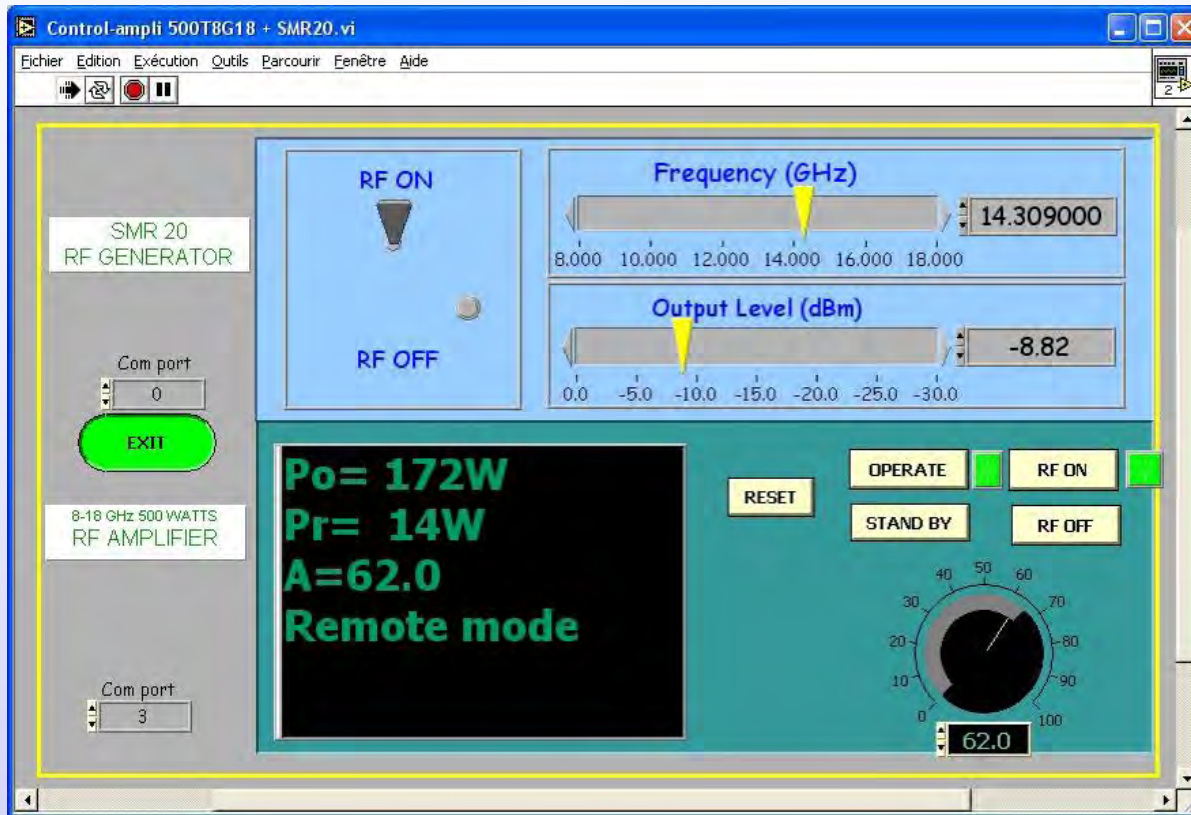 Control-ampli 500T8G18 + SMR20.vi
Fichier Edition Exécution Outils Parcourir Fenêtre Aide
2
SMR 20
RF GENERATOR
Com port
0
EXIT
8-18 GHz 500 WATTS
RF AMPLIFIER
Com port
3
RF ON
RF OFF
Frequency (GHz)
14.309000
8.000 10.000 12.000 14.000 16.000 18.000
Output Level (dBm)
-8.82
0.0 -5.0 -10.0 -15.0 -20.0 -25.0 -30.0
Po= 172W
Pr= 14W
A=62.0
Remote mode
RESET
OPERATE
RF ON
STAND BY
RF OFF
0 10 20 30 40 50 60 70 80 90 100
62.0